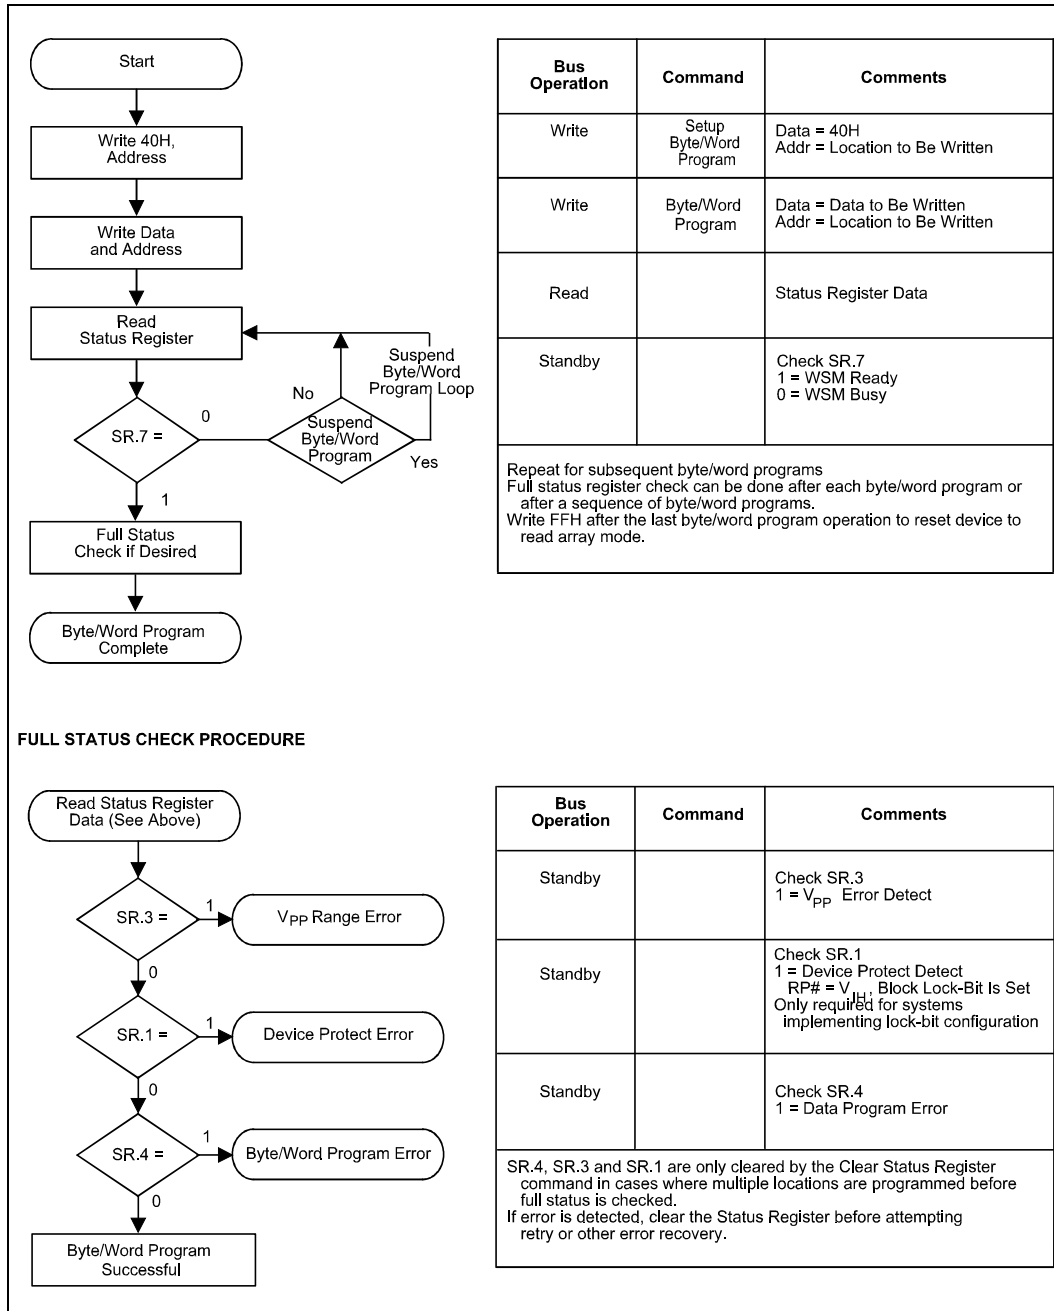 Start
Write 40H,
Address
Write Data
and Address
Read
Status Register
SR.7 =
0
1
No
Suspend
Byte/Word
Program
Yes
Suspend
Byte/Word
Program Loop
Full Status
Check if Desired
Byte/Word Program
Complete
Bus
Operation
Command
Comments
Write
Setup
Byte/Word
Program
Data = 40H
Addr = Location to Be Written
Write
Byte/Word
Program
Data = Data to Be Written
Addr = Location to Be Written
Read
Status Register Data
Standby
Check SR.7
1 = WSM Ready
0 = WSM Busy
Repeat for subsequent byte/word programs
Full status register check can be done after each byte/word program or
after a sequence of byte/word programs.
Write FFH after the last byte/word program operation to reset device to
read array mode.
FULL STATUS CHECK PROCEDURE
Read Status Register
Data (See Above)
SR.3 =
1
VPP Range Error
0
SR.1 =
1
Device Protect Error
0
SR.4 =
1
Byte/Word Program Error
0
Byte/Word Program
Successful
Bus
Operation
Command
Comments
Standby
Check SR.3
1 = VPP Error Detect
Standby
Check SR.1
1 = Device Protect Detect
RP# = VIH, Block Lock-Bit Is Set
Only required for systems
implementing lock-bit configuration
Standby
Check SR.4
1 = Data Program Error
SR.4, SR.3 and SR.1 are only cleared by the Clear Status Register
command in cases where multiple locations are programmed before
full status is checked.
If error is detected, clear the Status Register before attempting
retry or other error recovery.